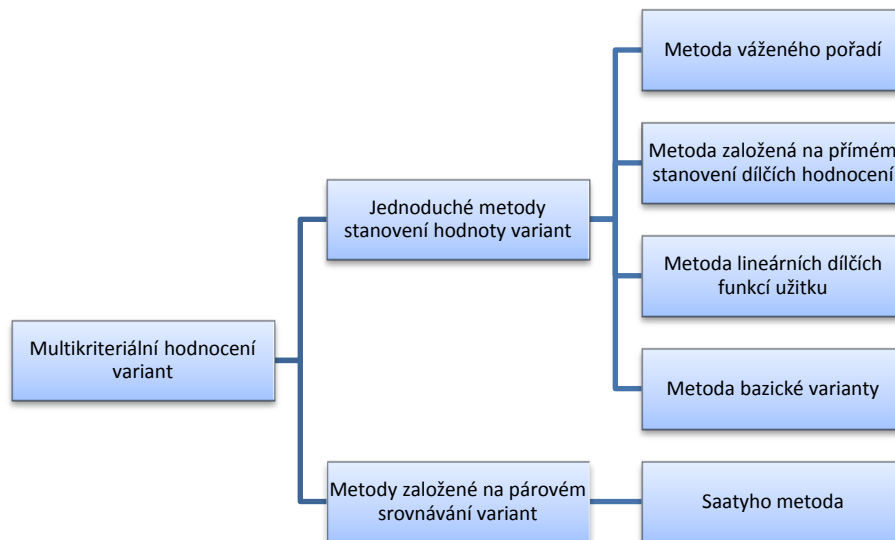 Metoda váženého pořadí
Metoda založená na přímém
stanovení dílčích hodnocení
Jednoduché metody
stanovení hodnoty variant
Metoda lineárních dílčích
funkcí užitku
Multikriteriální hodnocení
variant
Metoda bazické varianty
Metody založené na párovém
srovnávání variant
Saatyho metoda